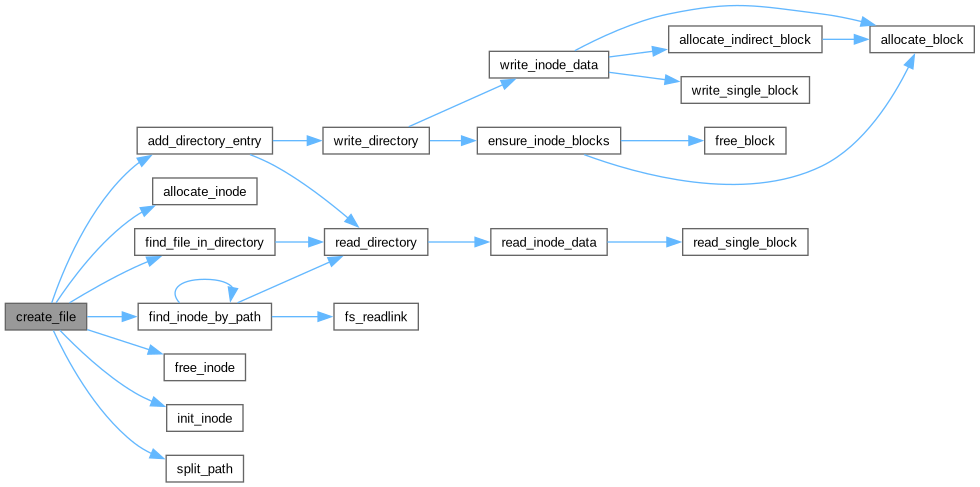 allocate_indirect_block
allocate_block
write_inode_data
write_single_block
add_directory_entry
write_directory
ensure_inode_blocks
free_block
allocate_inode
find_file_in_directory
read_directory
read_inode_data
read_single_block
create_file
find_inode_by_path
fs_readlink
free_inode
init_inode
split_path